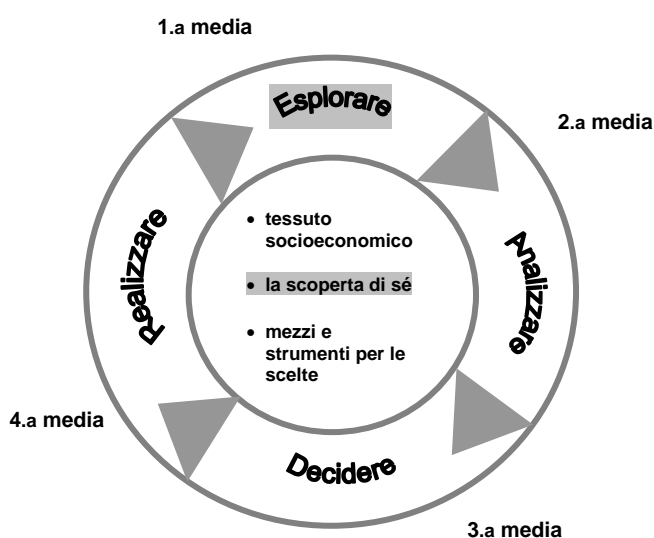 1.a media
Esplorare
2.a media
• tessuto
socioeconomico
• la scoperta di sé
• mezzi e
strumenti per le
scelte
Analizzare
Realizzare
4.a media
Decidere
3.a media